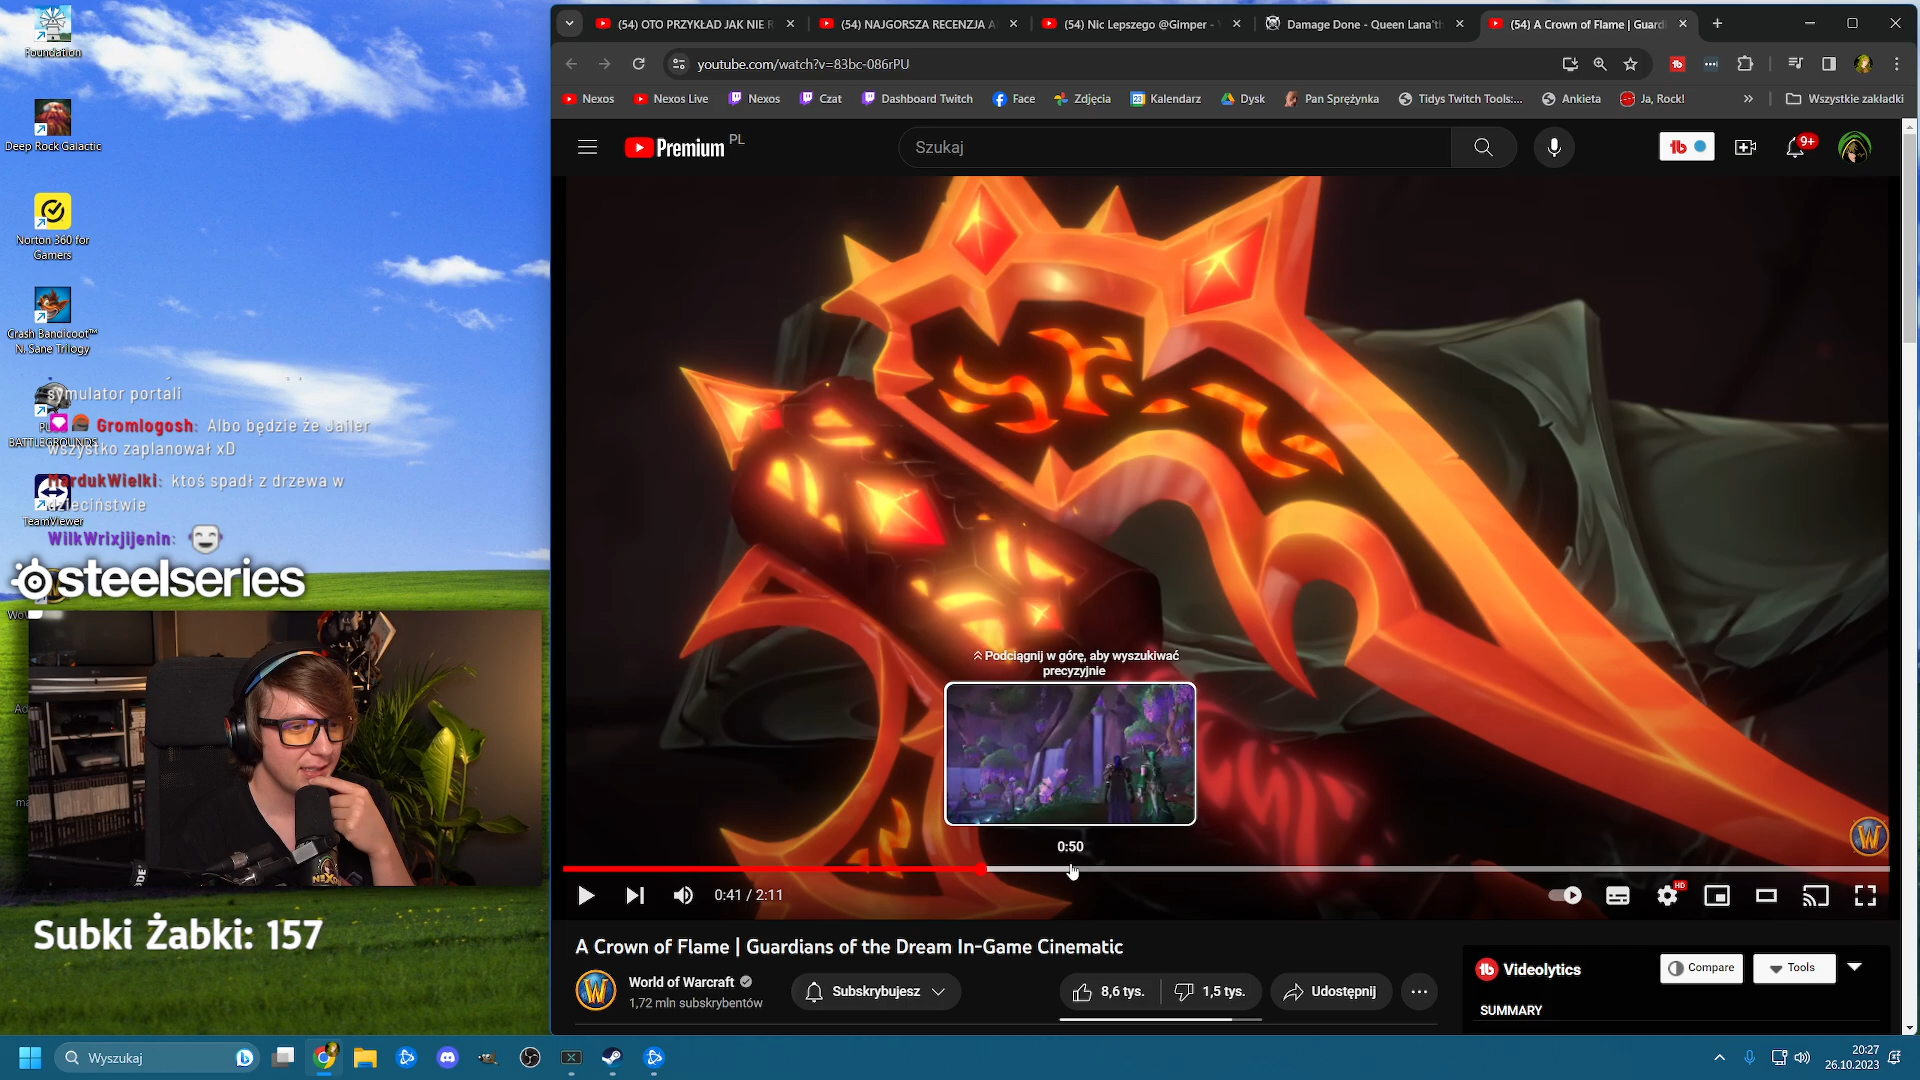 Foundation
Deep Rock Galactic
Norton 360 for
Gamers
Crash Bandicoot™
N. Sane Trilogy
symulator portali
Gromlogosh: Albo będzie że Jailer
wszystko zaplanował xD
BATTLEGROUNDS
MardukWielki: ktoś spadł z drzewa w
dzieciństwie
TeamViewer
WilkWrixjijenin:
steelseries
Subki Żabki: 157
(54) OTO PRZYKŁAD JAK NIE R
(54) NAJGORSZA RECENZJA A
(54) Nic Lepszego @Gimper -
Damage Done - Queen Lana'th
(54) A Crown of Flame | Guardi
youtube.com/watch?v=83bc-086rPU
Nexos
Nexos Live
Nexos
Czat
Dashboard Twitch
Face
Zdjęcia
Kalendarz
Dysk
Pan Sprężynka
Tidys Twitch Tools:...
Ankieta
Ja, Rock!
Wszystkie zakładki
Premium PL
Szukaj
9+
Podciągnij w górę, aby wyszukiwać
precyzyjnie
0:50
0:41 / 2:11
HD
A Crown of Flame | Guardians of the Dream In-Game Cinematic
World of Warcraft
1,72 mln subskrybentów
Subskrybujesz
8,6 tys.
1,5 tys.
Udostępnij
Videolytics
Compare
Tools
SUMMARY
Wyszukaj
20:27
26.10.2023